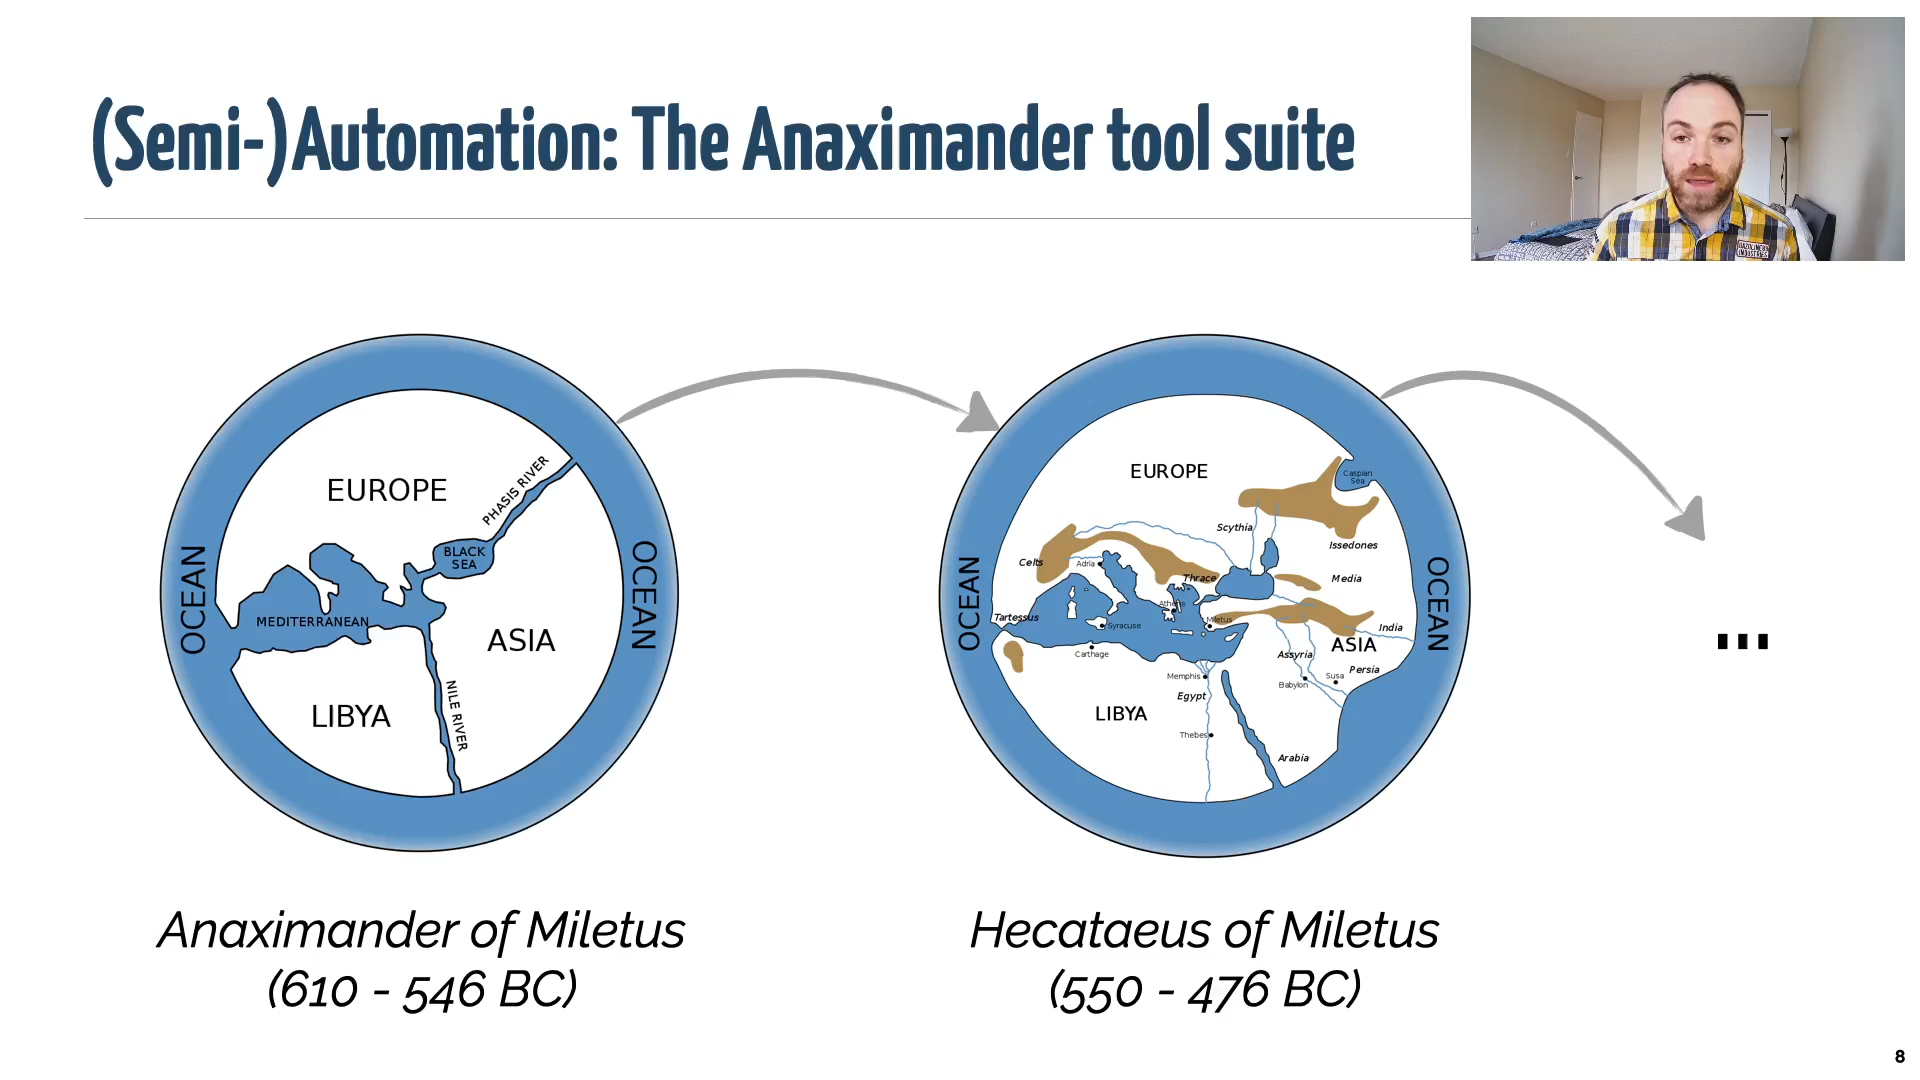 (Semi-)Automation: The Anaximander tool suite
OCEAN
EUROPE
PHASIS RIVER
BLACK
SEA
MEDITERRANEAN
ASIA
LIBYA
NILE RIVER
OCEAN
OCEAN
EUROPE
Caspian
Sea
Scythia
Issedones
Celts
Adria
Thrace
Media
Athens
Tartessus
Syracuse
Miletus
India
Carthage
Assyria
ASIA
Persia
Memphis
Susa
Babylon
Egypt
LIBYA
Thebes
Arabia
OCEAN
...
Anaximander of Miletus
(610 - 546 BC)
Hecataeus of Miletus
(550 - 476 BC)
8